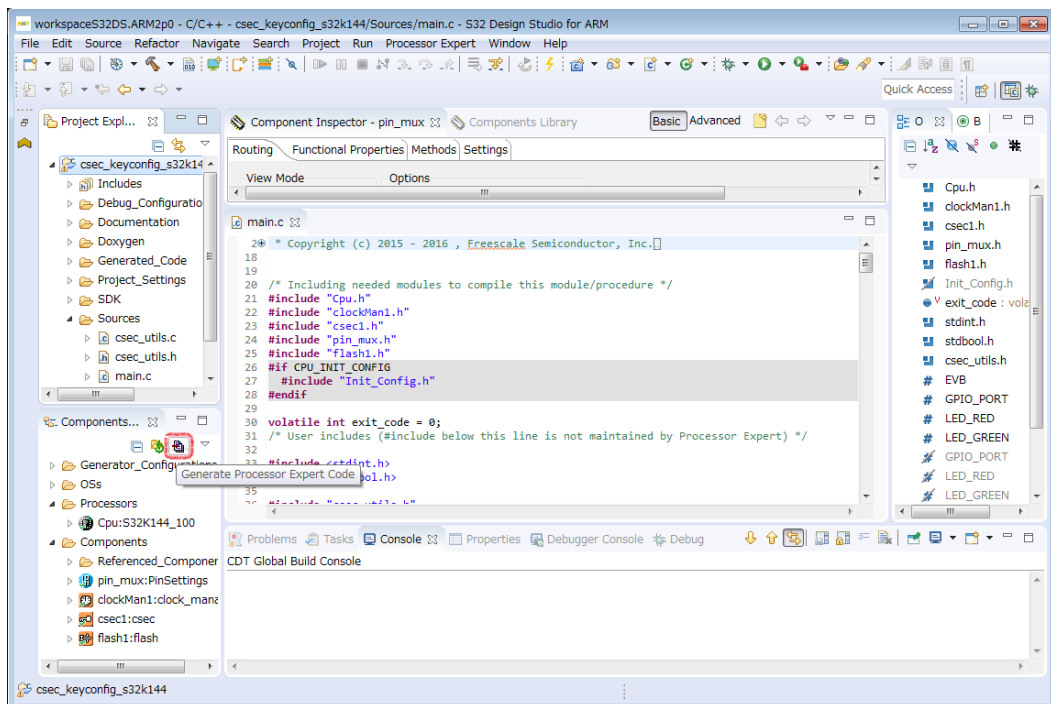 workspaceS32DS.ARM2p0 - C/C++ - csec_keyconfig_s32k144/Sources/main.c - S32 Design Studio for ARM
File Edit Source Refactor Navigate Search Project Run Processor Expert Window Help
Quick Access
Project Expl...
csec_keyconfig_s32k14
Includes
Debug_Configuratio
Documentation
Doxygen
Generated_Code
Project_Settings
SDK
Sources
csec_utils.c
csec_utils.h
main.c
Components...
Generator_Configurations
OSs
Processors
Cpu:S32K144_100
Components
Referenced_Componer
pin_mux:PinSettings
clockMan1:clock_mana
csec1:csec
flash1:flash
Generate Processor Expert Code
Component Inspector - pin_mux Components Library Basic Advanced
Routing Functional Properties Methods Settings
View Mode Options
main.c
2 * Copyright (c) 2015 - 2016 , Freescale Semiconductor, Inc.
18
19
20 /* Including needed modules to compile this module/procedure */
21 #include "Cpu.h"
22 #include "clockMan1.h"
23 #include "csec1.h"
24 #include "pin_mux.h"
25 #include "flash1.h"
26 #if CPU_INIT_CONFIG
27 #include "Init_Config.h"
28 #endif
29
30 volatile int exit_code = 0;
31 /* User includes (#include below this line is not maintained by Processor Expert) */
32
33 #include <stdint.h>
ool.h>
35
36 #include "csec_utils.h"
Problems Tasks Console Properties Debugger Console Debug
CDT Global Build Console
O B
Cpu.h
clockMan1.h
csec1.h
pin_mux.h
flash1.h
Init_Config.h
exit_code : vola
stdint.h
stdbool.h
csec_utils.h
EVB
GPIO_PORT
LED_RED
LED_GREEN
GPIO_PORT
LED_RED
LED_GREEN
csec_keyconfig_s32k144